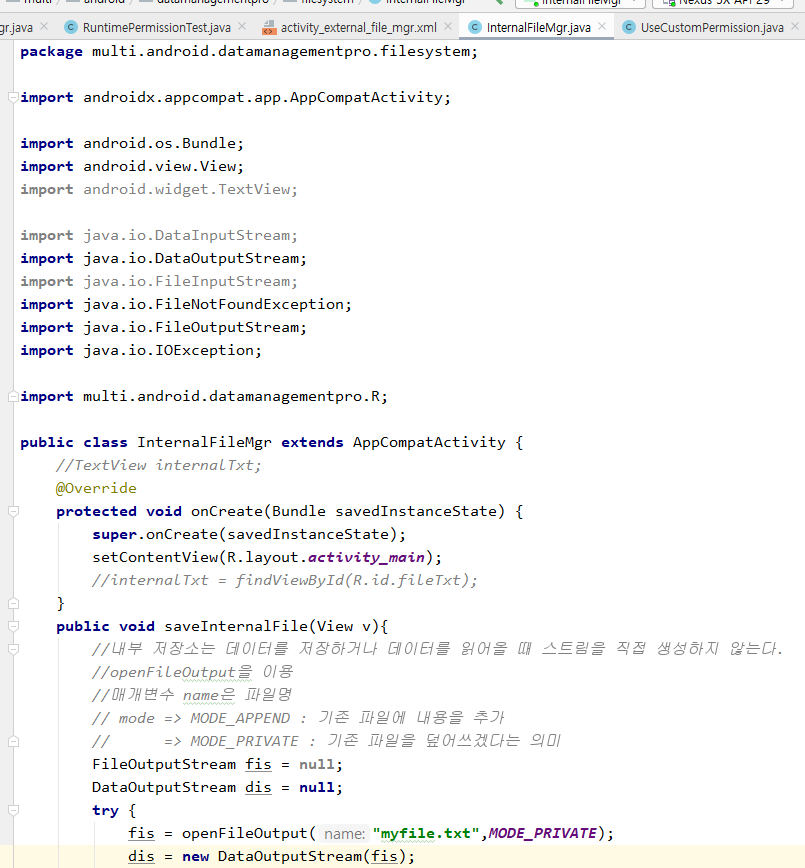 gr.java RuntimePermissionTest.java activity_external_file_mgr.xml InternalFileMgr.java UseCustomPermission.java
package multi.android.datamanagementpro.filesystem;
import androidx.appcompat.app.AppCompatActivity;
import android.os.Bundle;
import android.view.View;
import android.widget.TextView;
import java.io.DataInputStream;
import java.io.DataOutputStream;
import java.io.FileInputStream;
import java.io.FileNotFoundException;
import java.io.FileOutputStream;
import java.io.IOException;
import multi.android.datamanagementpro.R;
public class InternalFileMgr extends AppCompatActivity {
//TextView internalTxt;
@Override
protected void onCreate(Bundle savedInstanceState) {
super.onCreate(savedInstanceState);
setContentView(R.layout.activity_main);
//internalTxt = findViewById(R.id.fileTxt);
}
public void saveInternalFile(View v){
//내부 저장소는 데이터를 저장하거나 데이터를 읽어올 때 스트림을 직접 생성하지 않는다.
//openFileOutput을 이용
//매개변수 name은 파일명
// mode => MODE_APPEND : 기존 파일에 내용을 추가
// => MODE_PRIVATE : 기존 파일을 덮어쓰겠다는 의미
FileOutputStream fis = null;
DataOutputStream dis = null;
try {
fis = openFileOutput( name: "myfile.txt",MODE_PRIVATE);
dis = new DataOutputStream(fis);